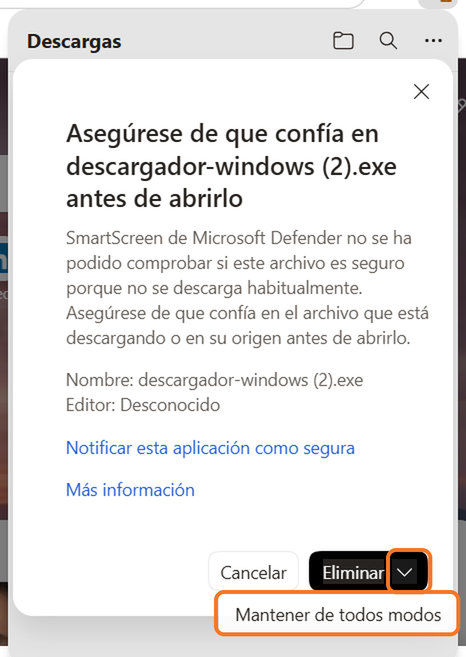 Descargas
Asegúrese de que confía en
descargador-windows (2).exe
antes de abrirlo
SmartScreen de Microsoft Defender no se ha
podido comprobar si este archivo es seguro
porque no se descarga habitualmente.
Asegúrese de que confía en el archivo que está
descargando o en su origen antes de abrirlo.
Nombre: descargador-windows (2).exe
Editor: Desconocido
Notificar esta aplicación como segura
Más información
Cancelar
Eliminar
Mantener de todos modos